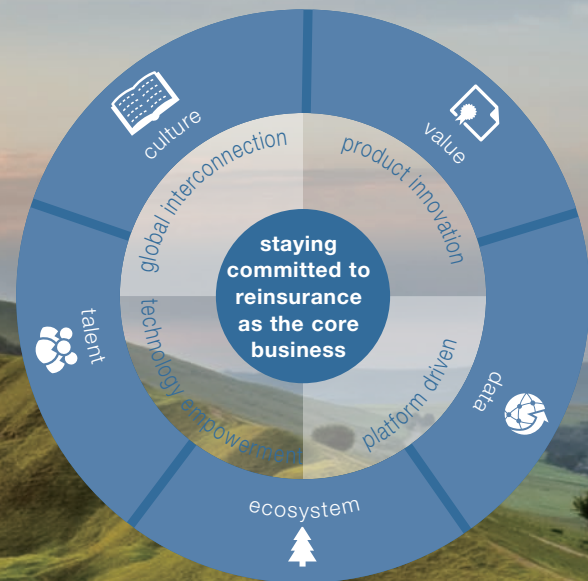 culture
value
global interconnection
product innovation
staying
committed to
reinsurance
as the core
business
talent
technology empowerment
platform driven
data
ecosystem